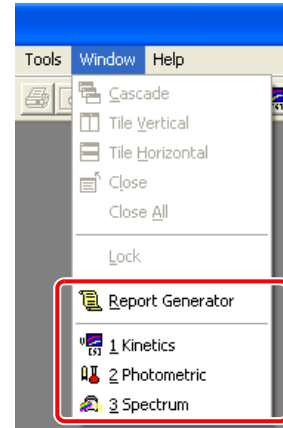 Tools Window Help
Cascade
Tile Vertical
Tile Horizontal
Close
Close All
Lock
Report Generator
1 Kinetics
2 Photometric
3 Spectrum